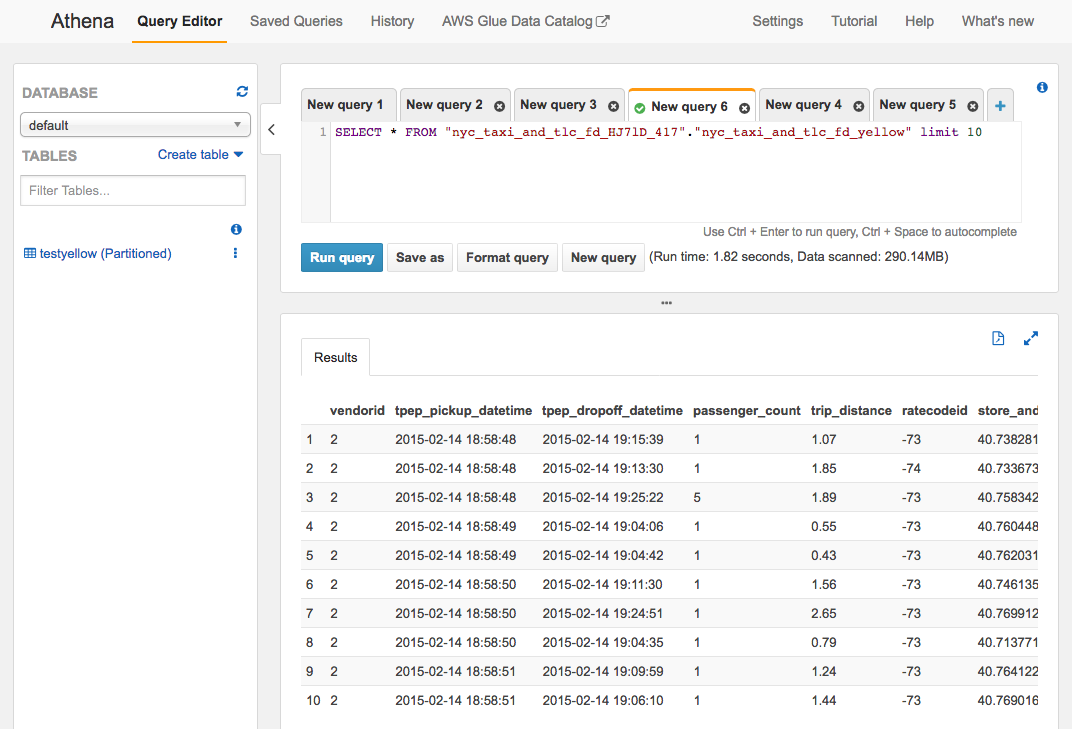 Athena Query Editor Saved Queries History AWS Glue Data Catalog Settings Tutorial Help What's new
DATABASE
default
TABLES Create table
Filter Tables...
testyellow (Partitioned)
New query 1 New query 2 New query 3 New query 6 New query 4 New query 5 +
1 SELECT * FROM "nyc_taxi_and_tlc_fd_HJ7lD_417"."nyc_taxi_and_tlc_fd_yellow" limit 10
Use Ctrl + Enter to run query, Ctrl + Space to autocomplete
Run query Save as Format query New query (Run time: 1.82 seconds, Data scanned: 290.14MB)
Results
vendorid tpep_pickup_datetime tpep_dropoff_datetime passenger_count trip_distance ratecodeid store_and
1 2 2015-02-14 18:58:48 2015-02-14 19:15:39 1 1.07 -73 40.738281
2 2 2015-02-14 18:58:48 2015-02-14 19:13:30 1 1.85 -74 40.733673
3 2 2015-02-14 18:58:48 2015-02-14 19:25:22 5 1.89 -73 40.758342
4 2 2015-02-14 18:58:49 2015-02-14 19:04:06 1 0.55 -73 40.760448
5 2 2015-02-14 18:58:49 2015-02-14 19:04:42 1 0.43 -73 40.762031
6 2 2015-02-14 18:58:50 2015-02-14 19:11:30 1 1.56 -73 40.746135
7 2 2015-02-14 18:58:50 2015-02-14 19:24:51 1 2.65 -73 40.769912
8 2 2015-02-14 18:58:50 2015-02-14 19:04:35 1 0.79 -73 40.713771
9 2 2015-02-14 18:58:51 2015-02-14 19:09:59 1 1.24 -73 40.764122
10 2 2015-02-14 18:58:51 2015-02-14 19:06:10 1 1.44 -73 40.769016